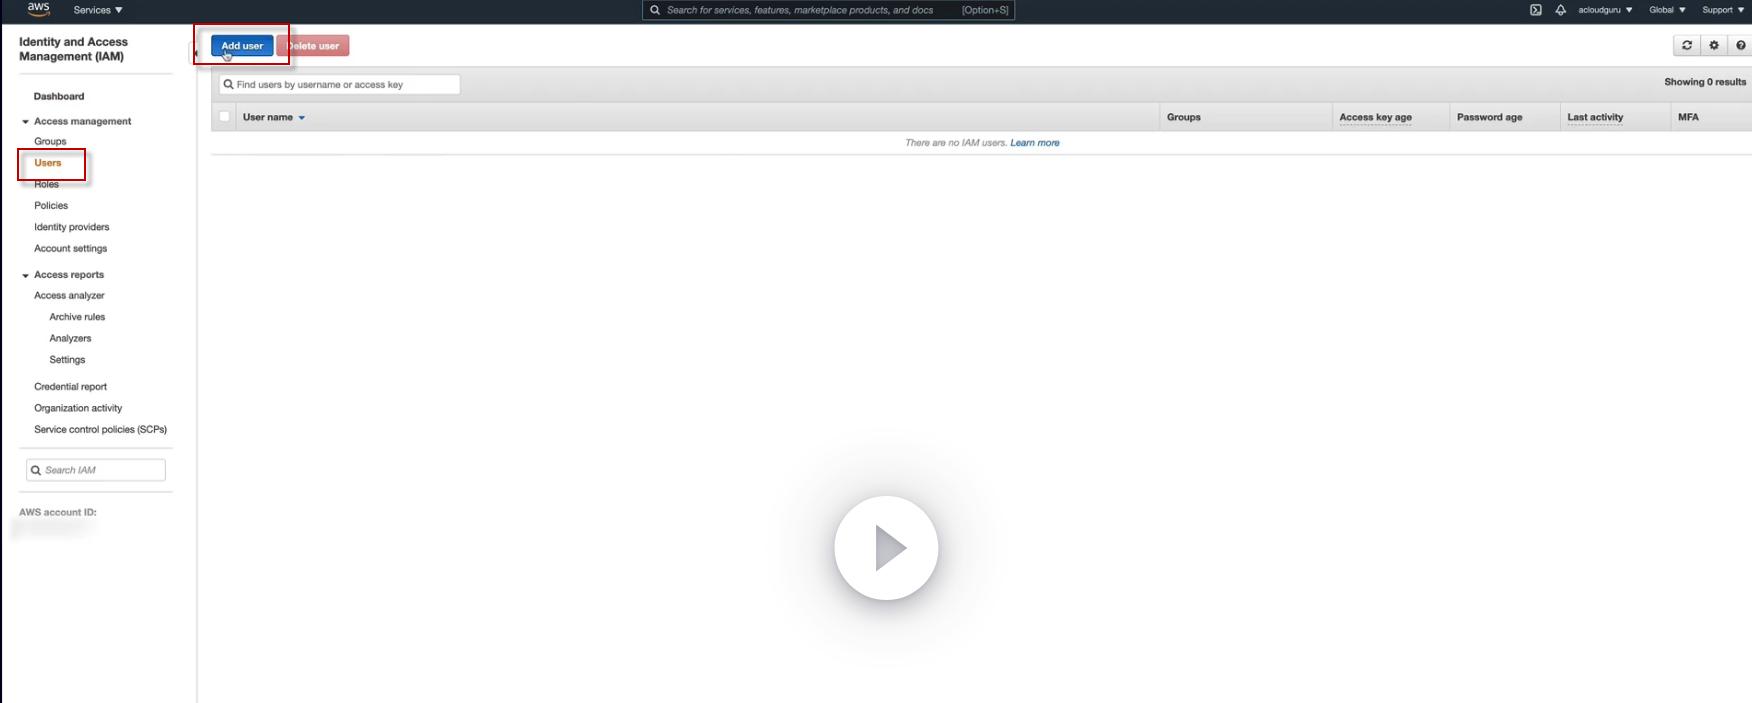 aws
Services
Search for services, features, marketplace products, and docs
[Option+S]
acloudguru
Global
Support
Identity and Access
Management (IAM)
Add user
Delete user
Find users by username or access key
Showing 0 results
User name
Groups
Access key age
Password age
Last activity
MFA
There are no IAM users. Learn more
Dashboard
Access management
Groups
Users
Roles
Policies
Identity providers
Account settings
Access reports
Access analyzer
Archive rules
Analyzers
Settings
Credential report
Organization activity
Service control policies (SCPs)
Search IAM
AWS account ID: